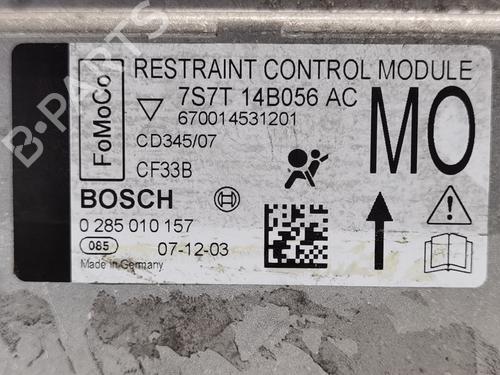 B-PARTS
FoMoCo
RESTRAINT CONTROL MODULE
7S7T 14B056 AC
670014531201
MO
CD345/07
CF33B
BOSCH
0 285 010 157
085 07-12-03
Made in Germany